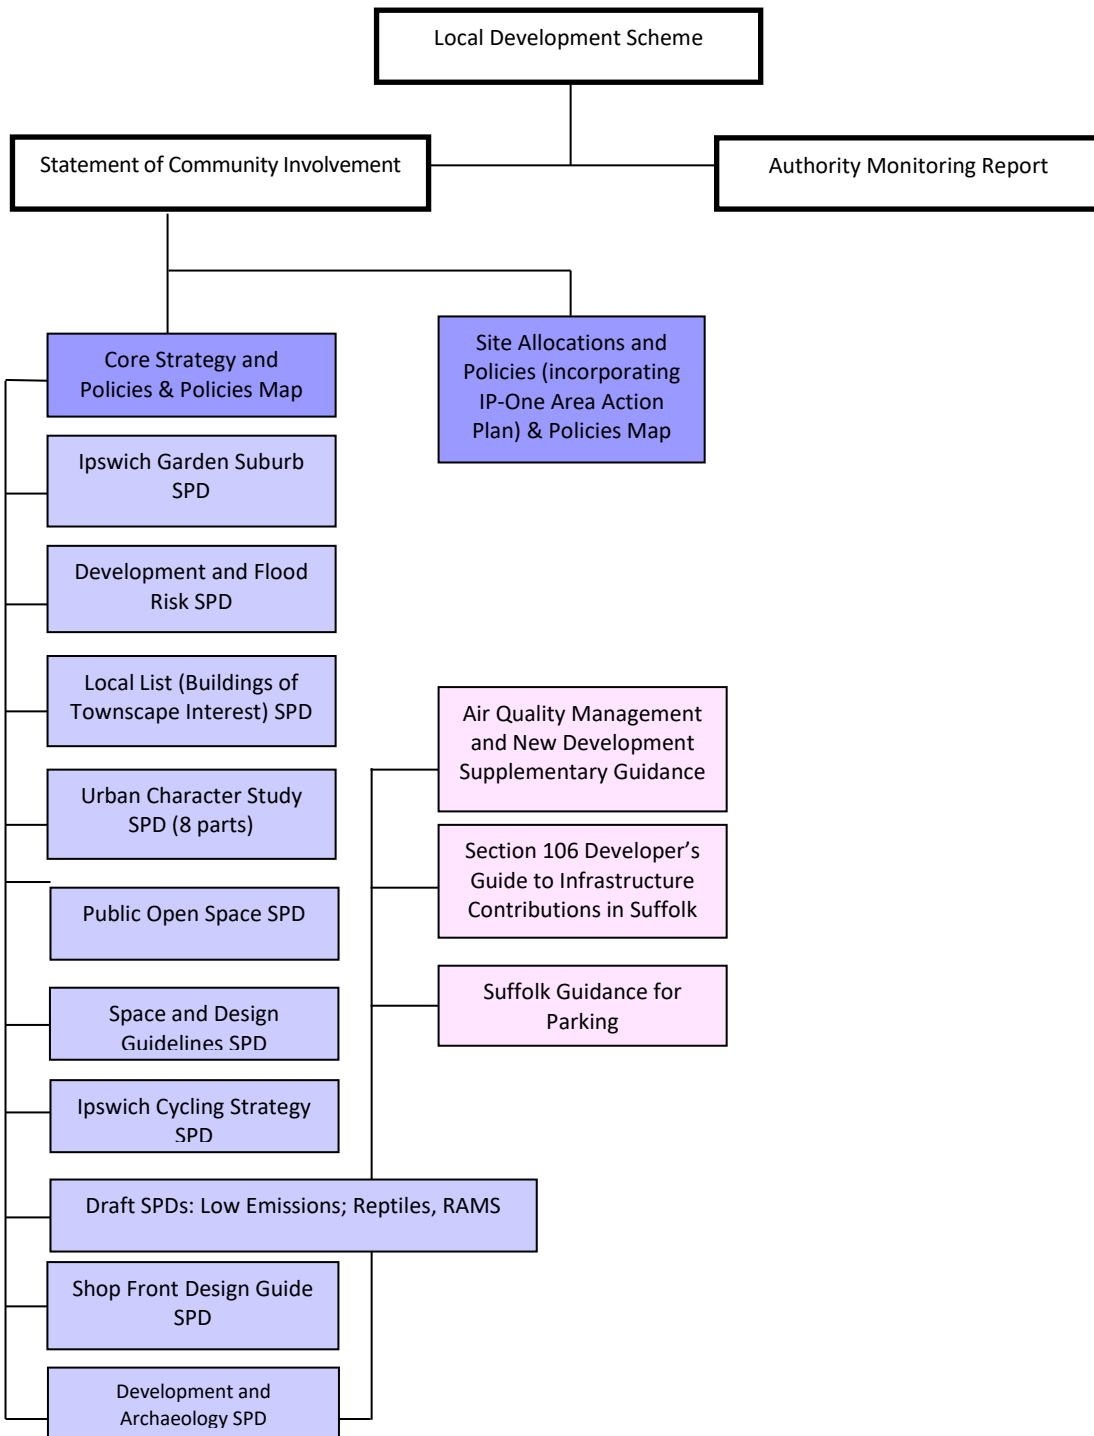 Local Development Scheme
Statement of Community Involvement
Authority Monitoring Report
Core Strategy and
Policies & Policies Map
Site Allocations and
Policies (incorporating
IP-One Area Action
Plan) & Policies Map
Ipswich Garden Suburb
SPD
Development and Flood
Risk SPD
Local List (Buildings of
Townscape Interest) SPD
Urban Character Study
SPD (8 parts)
Public Open Space SPD
Space and Design
Guidelines SPD
Ipswich Cycling Strategy
SPD
Draft SPDs: Low Emissions; Reptiles, RAMS
Shop Front Design Guide
SPD
Development and
Archaeology SPD
Air Quality Management
and New Development
Supplementary Guidance
Section 106 Developer’s
Guide to Infrastructure
Contributions in Suffolk
Suffolk Guidance for
Parking